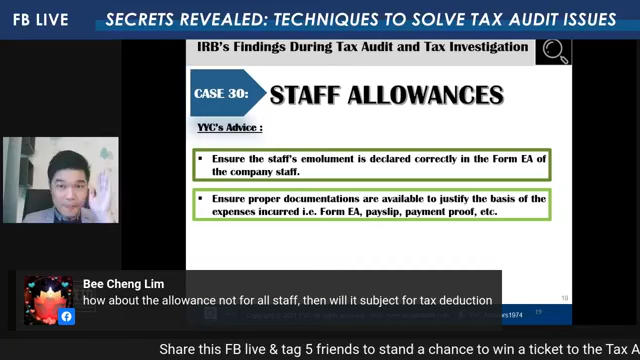 FB LIVE
SECRETS REVEALED: TECHNIQUES TO SOLVE TAX AUDIT ISSUES
IRB's Findings During Tax Audit and Tax Investigation
CASE 30:
STAFF ALLOWANCES
YYC's Advice :
▪ Ensure the staff's emolument is declared correctly in the Form EA of
the company staff.
▪ Ensure proper documentations are available to justify the basis of the
expenses incurred i.e. Form EA, payslip, payment proof, etc.
Bee Cheng Lim
how about the allowance not for all staff, then will it subject for tax deduction
19
Share this FB live & tag 5 friends to stand a chance to win a ticket to the Tax A